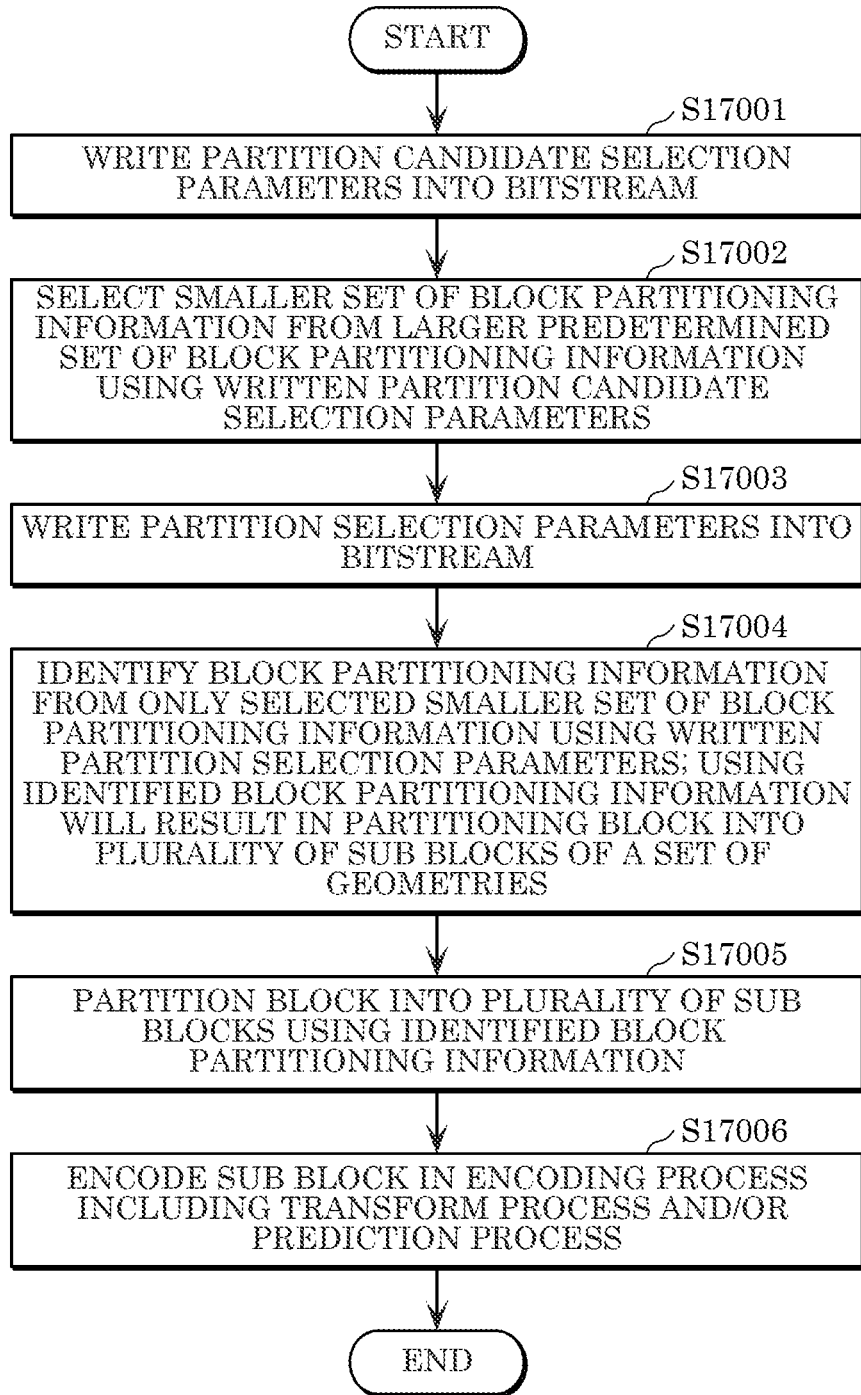 START
S17001
WRITE PARTITION CANDIDATE SELECTION
PARAMETERS INTO BITSTREAM
S17002
SELECT SMALLER SET OF BLOCK PARTITIONING
INFORMATION FROM LARGER PREDETERMINED
SET OF BLOCK PARTITIONING INFORMATION
USING WRITTEN PARTITION CANDIDATE
SELECTION PARAMETERS
S17003
WRITE PARTITION SELECTION PARAMETERS INTO
BITSTREAM
S17004
IDENTIFY BLOCK PARTITIONING INFORMATION
FROM ONLY SELECTED SMALLER SET OF BLOCK
PARTITIONING INFORMATION USING WRITTEN
PARTITION SELECTION PARAMETERS; USING
IDENTIFIED BLOCK PARTITIONING INFORMATION
WILL RESULT IN PARTITIONING BLOCK INTO
PLURALITY OF SUB BLOCKS OF A SET OF
GEOMETRIES
S17005
PARTITION BLOCK INTO PLURALITY OF SUB
BLOCKS USING IDENTIFIED BLOCK
PARTITIONING INFORMATION
S17006
ENCODE SUB BLOCK IN ENCODING PROCESS
INCLUDING TRANSFORM PROCESS AND/OR
PREDICTION PROCESS
END